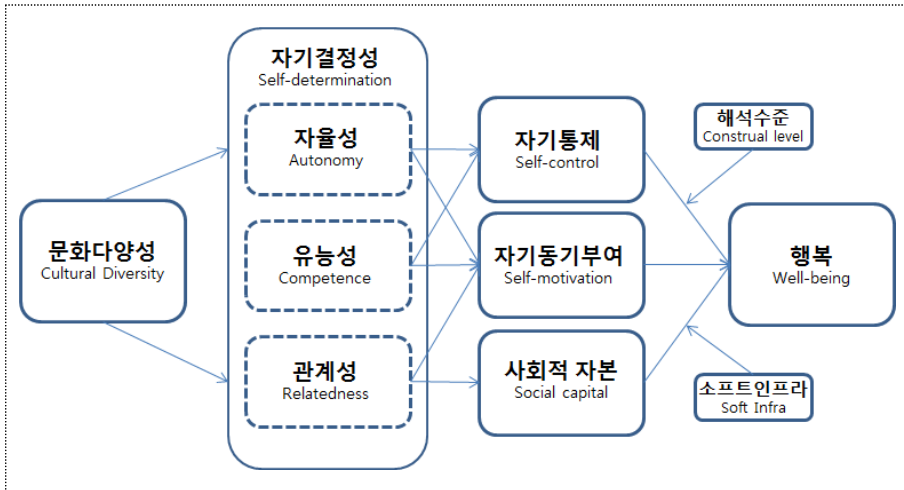 문화다양성
Cultural Diversity
자기결정성
Self-determination
자율성
Autonomy
유능성
Competence
관계성
Relatedness
자기통제
Self-control
자기동기부여
Self-motivation
사회적 자본
Social capital
해석수준
Construal level
행복
Well-being
소프트인프라
Soft Infra